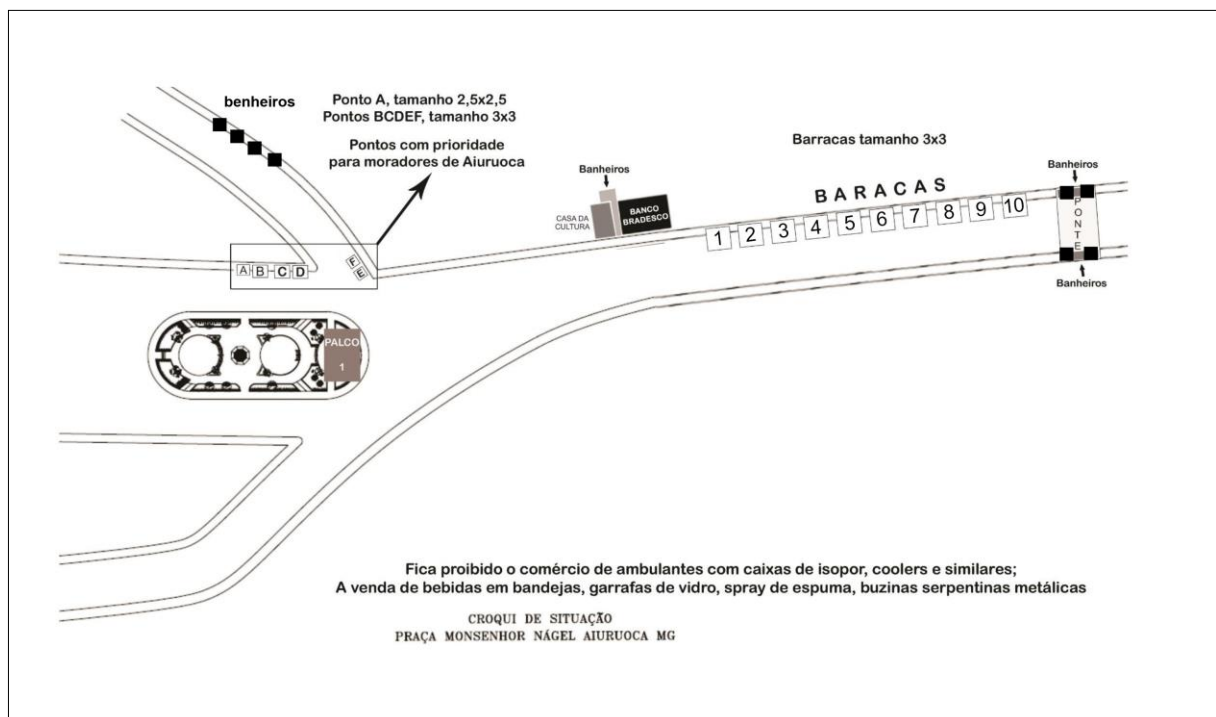 benheiros
Ponto A, tamanho 2,5x2,5
Pontos BCDEF, tamanho 3x3
Pontos com prioridade
para moradores de Aiuruoca
Barracas tamanho 3x3
Banheiros
Banheiros
BARACAS
CASA DA
CULTURA
BANCO
BRADESCO
1 2 3 4 5 6 7 8 9 10
PONTE
Banheiros
A B C D
F
E
PALCO
1
Fica proibido o comércio de ambulantes com caixas de isopor, coolers e similares;
A venda de bebidas em bandejas, garrafas de vidro, spray de espuma, buzinas serpentinas metálicas
CROQUI DE SITUAÇÃO
PRAÇA MONSENHOR NÁGEL AIURUOCA MG